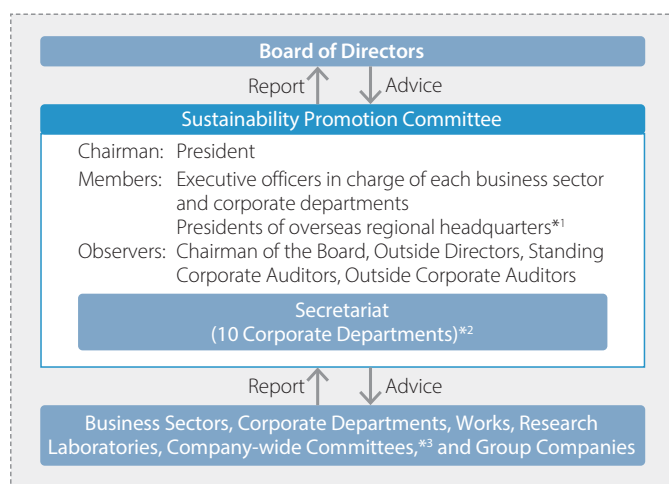 Board of Directors
Report Advice
Sustainability Promotion Committee
Chairman: President
Members: Executive officers in charge of each business sector
and corporate departments
Presidents of overseas regional headquarters*1
Observers: Chairman of the Board, Outside Directors, Standing
Corporate Auditors, Outside Corporate Auditors
Secretariat
(10 Corporate Departments)*2
Report Advice
Business Sectors, Corporate Departments, Works, Research
Laboratories, Company-wide Committees,*3 and Group Companies